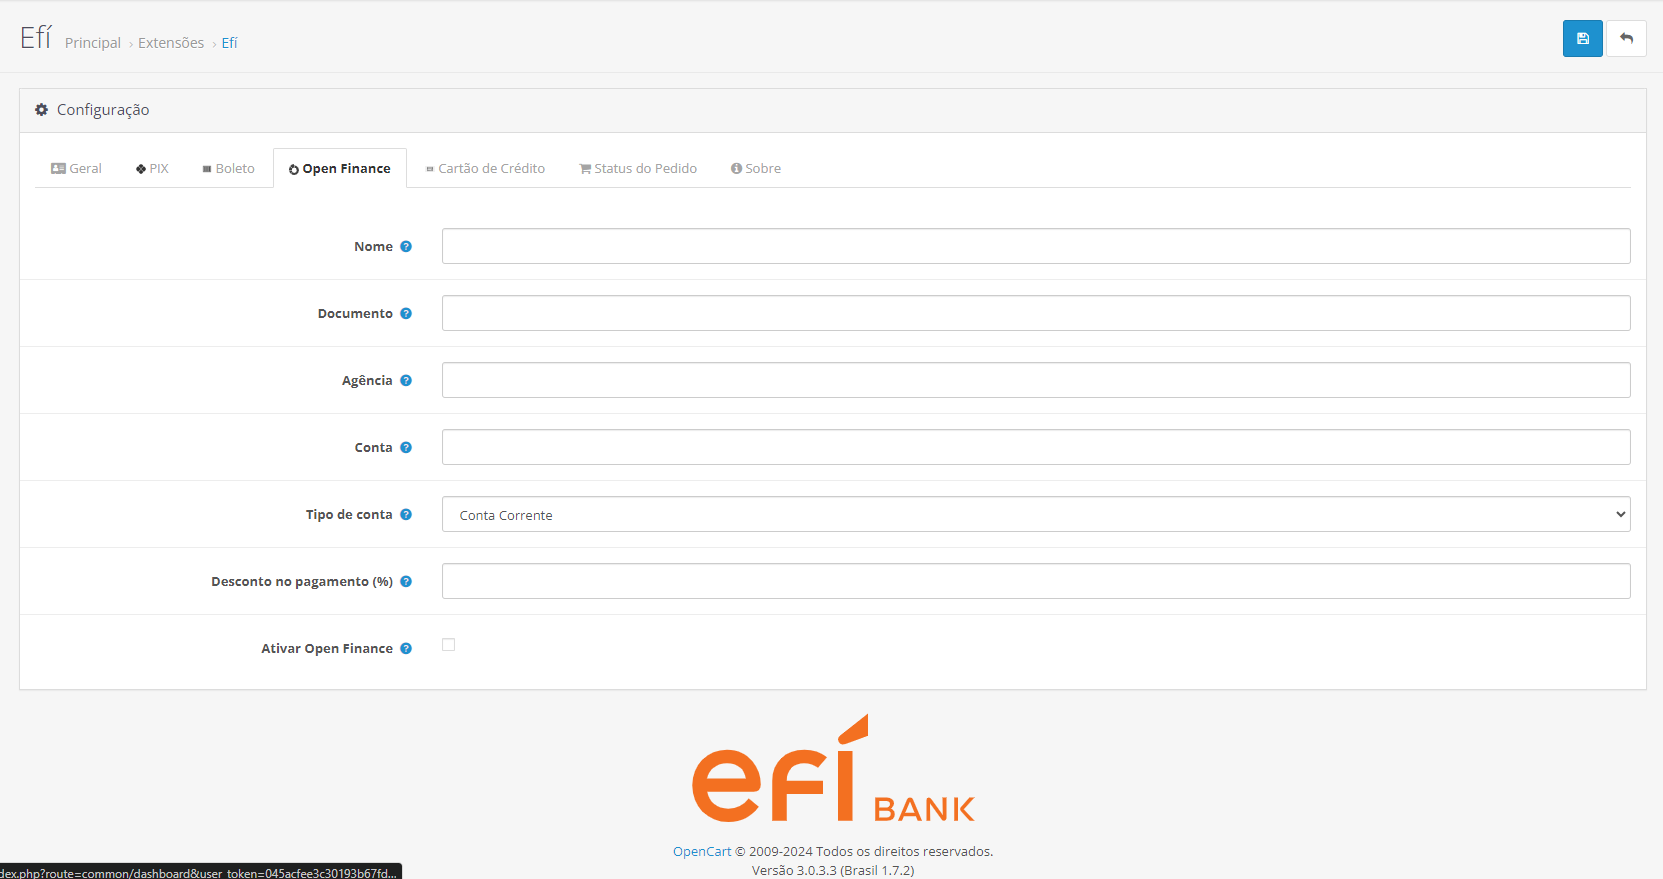 Efí Principal › Extensões › Efí
Configuração
Geral PIX Boleto Open Finance Cartão de Crédito Status do Pedido Sobre
Nome
Documento
Agência
Conta
Tipo de conta Conta Corrente
Desconto no pagamento (%)
Ativar Open Finance
efí BANK
OpenCart © 2009-2024 Todos os direitos reservados.
Versão 3.0.3.3 (Brasil 1.7.2)
dex.php?route=common/dashboard&user_token=045acfee3c30193b67fd...